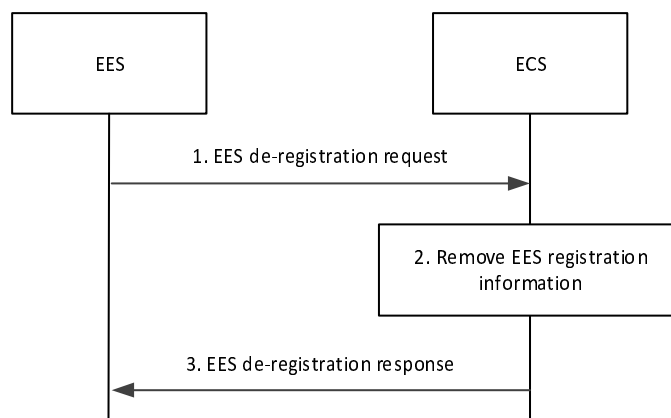 EES
ECS
1. EES de-registration request
2. Remove EES registration
information
3. EES de-registration response